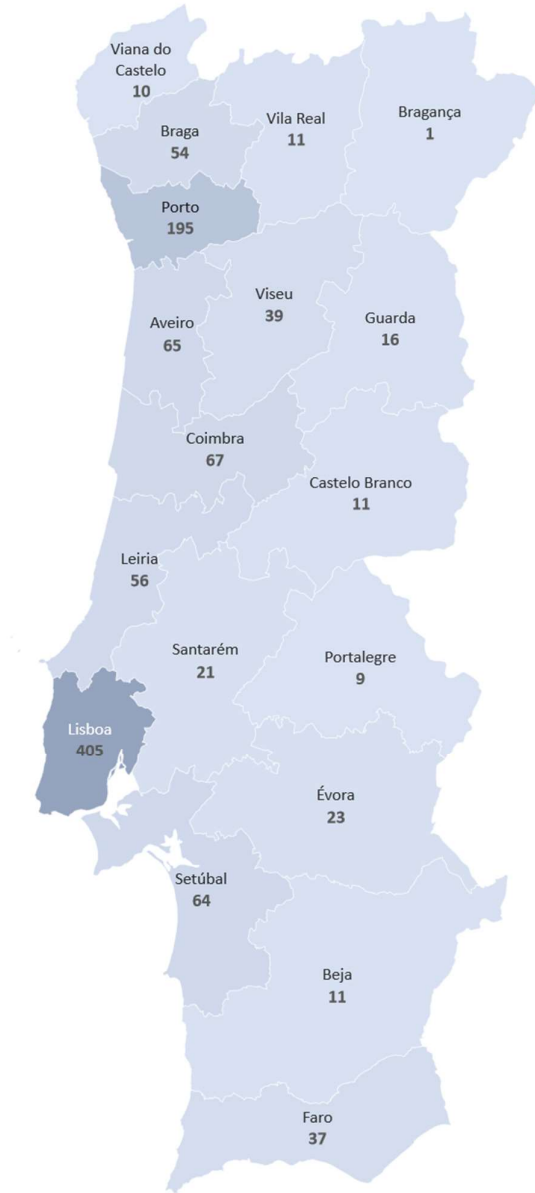 Viana do
Castelo
10
Bragança
1
Vila Real
11
Braga
54
Porto
195
Viseu
39
Guarda
16
Aveiro
65
Coimbra
67
Castelo Branco
11
Leiria
56
Santarém
21
Portalegre
9
Lisboa
405
Évora
23
Setúbal
64
Beja
11
Faro
37